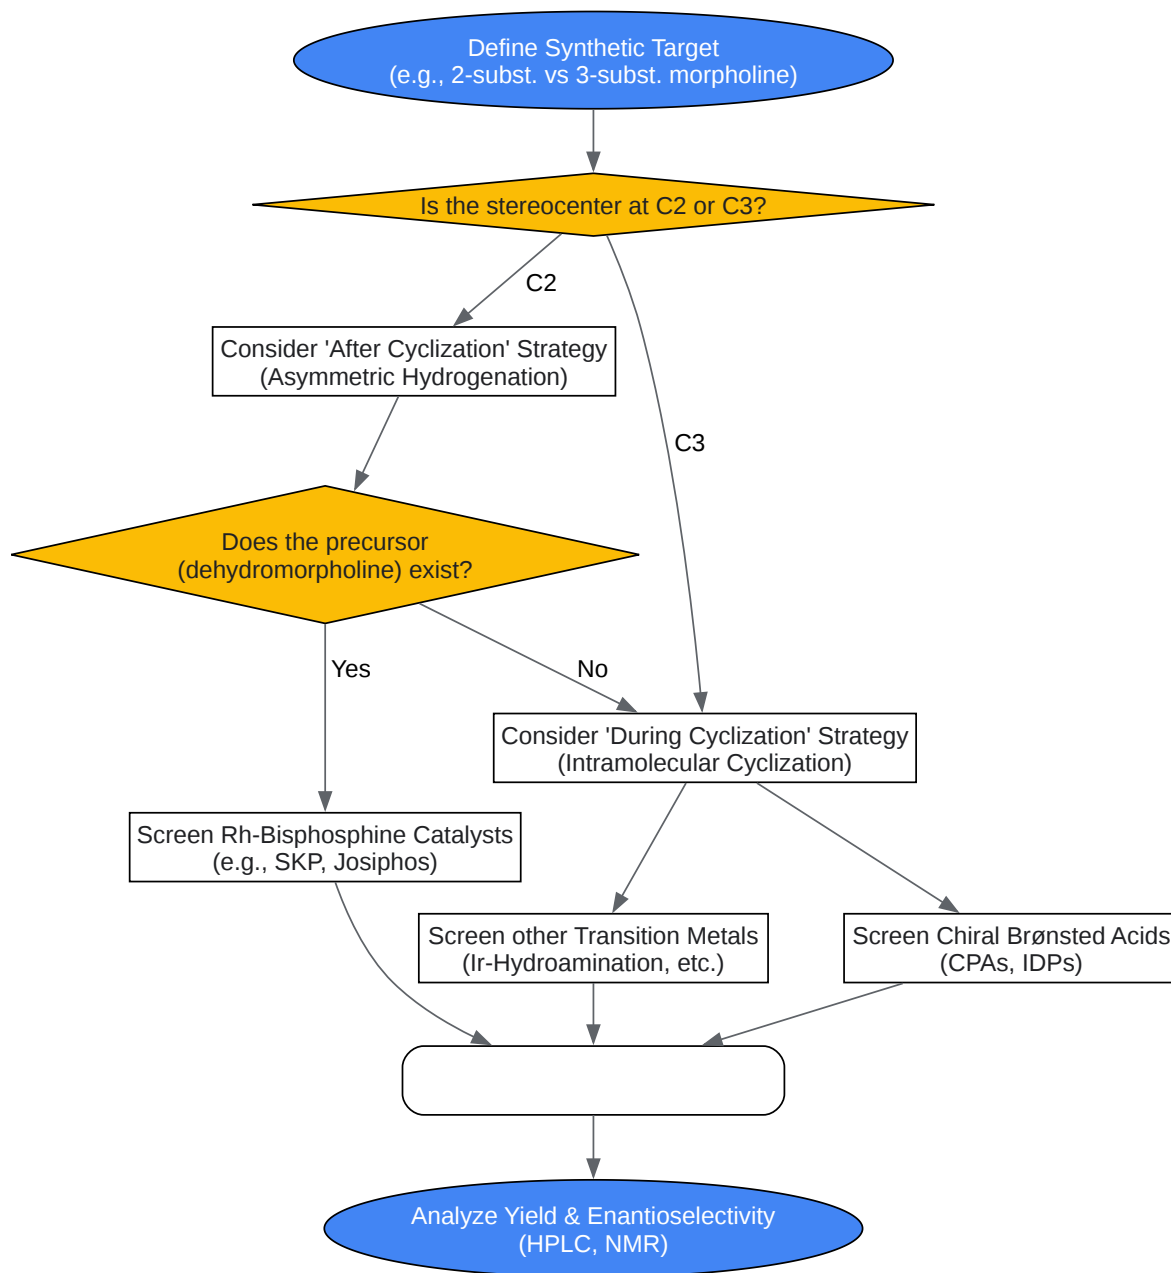 Define Synthetic Target
(e.g., 2-subst. vs 3-subst. morpholine)
Is the stereocenter at C2 or C3?
C2
Consider 'After Cyclization' Strategy
(Asymmetric Hydrogenation)
C3
Does the precursor
(dehydromorpholine) exist?
Yes
No
Consider 'During Cyclization' Strategy
(Intramolecular Cyclization)
Screen Rh-Bisphosphine Catalysts
(e.g., SKP, Josiphos)
Screen other Transition Metals
(Ir-Hydroamination, etc.)
Screen Chiral Brønsted Acids
(CPAs, IDPs)
Analyze Yield & Enantioselectivity
(HPLC, NMR)